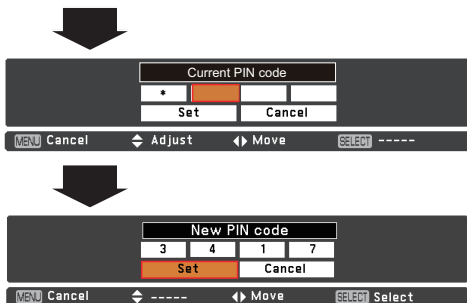 Current PIN code
*
Set Cancel
MENU Cancel Adjust Move SELECT -----
New PIN code
3 4 1 7
Set Cancel
MENU Cancel ----- Move SELECT Select